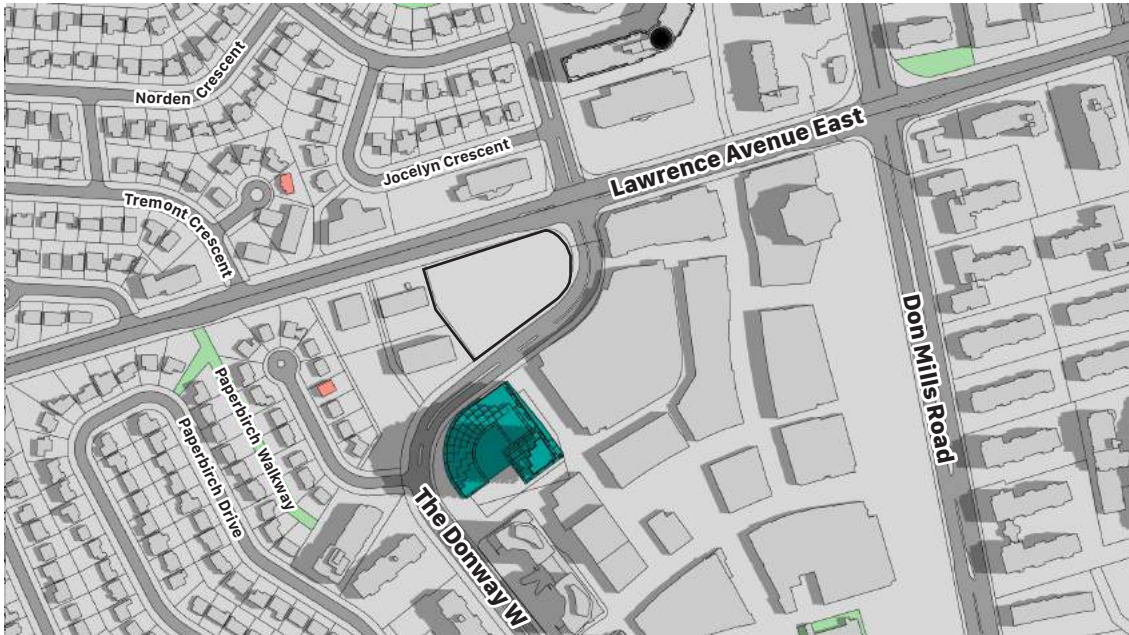 Norden Crescent
Jocelyn Crescent
Lawrence Avenue East
Tremont Crescent
Paperbirch Walkway
Paperbirch Drive
The Donway W
Don Mills Road